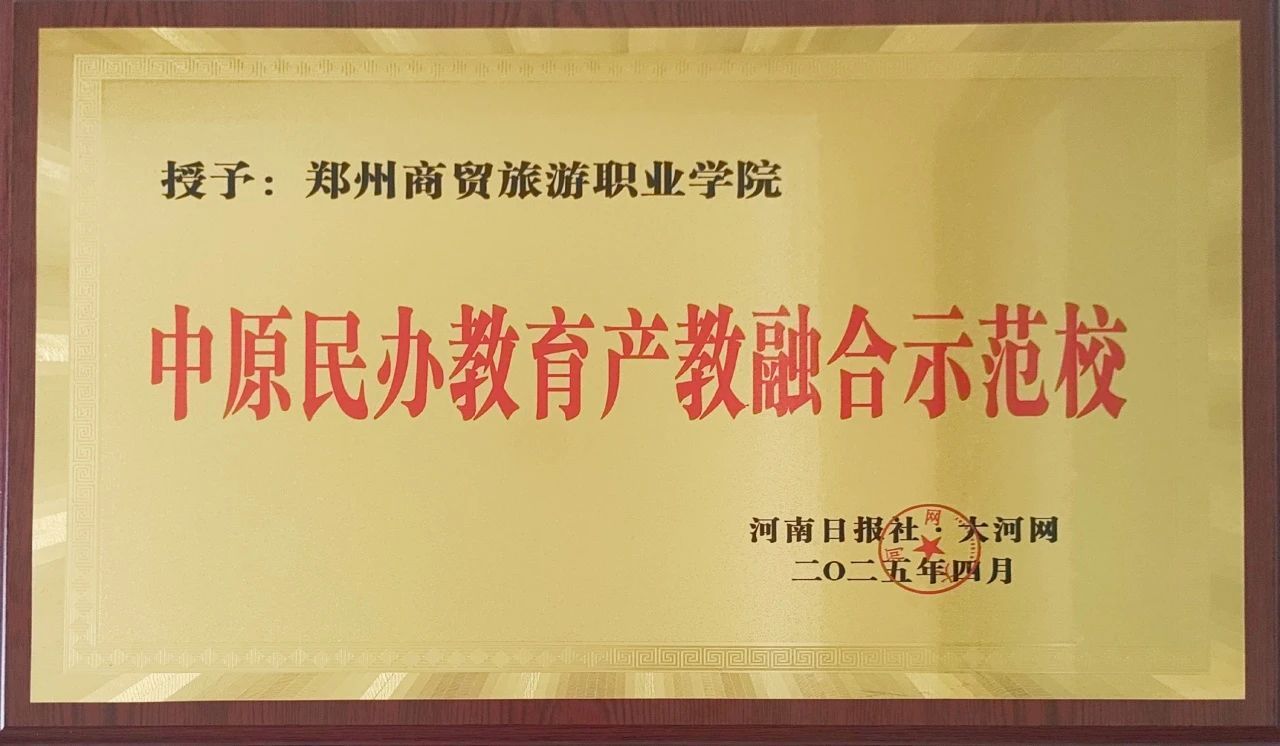 授予：郑州商贸旅游职业学院
中原民办教育产教融合示范校
河南日报社·大河网
二〇二五年四月